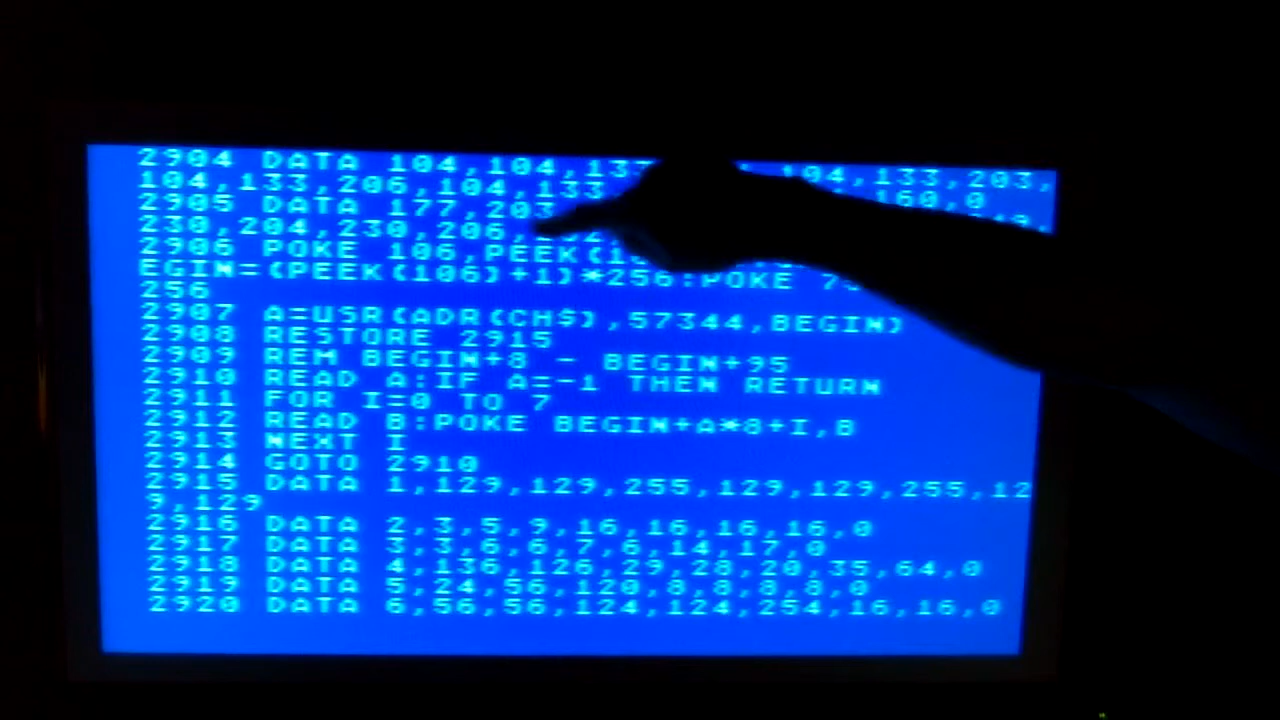 2904 DATA 104,104,133 104,133,203,
104,133,206,104,133 160,0
2905 DATA 177,203
230,204,230,206,
2906 POKE 106,PEEK(10
EGIN=(PEEK(106)+1)*256:POKE
256
2907 A=USR(ADR(CH$),57344,BEGIN)
2908 RESTORE 2915
2909 REM BEGIN+8 - BEGIN+95
2910 READ A:IF A=-1 THEN RETURN
2911 FOR I=0 TO 7
2912 READ B:POKE BEGIN+A*8+I,B
2913 NEXT I
2914 GOTO 2910
2915 DATA 1,129,129,255,129,129,255,12
9,129
2916 DATA 2,3,5,9,16,16,16,16,0
2917 DATA 3,3,6,6,7,6,14,17,0
2918 DATA 4,136,126,29,28,20,35,64,0
2919 DATA 5,24,56,120,8,8,8,8,0
2920 DATA 6,56,56,124,124,254,16,16,0